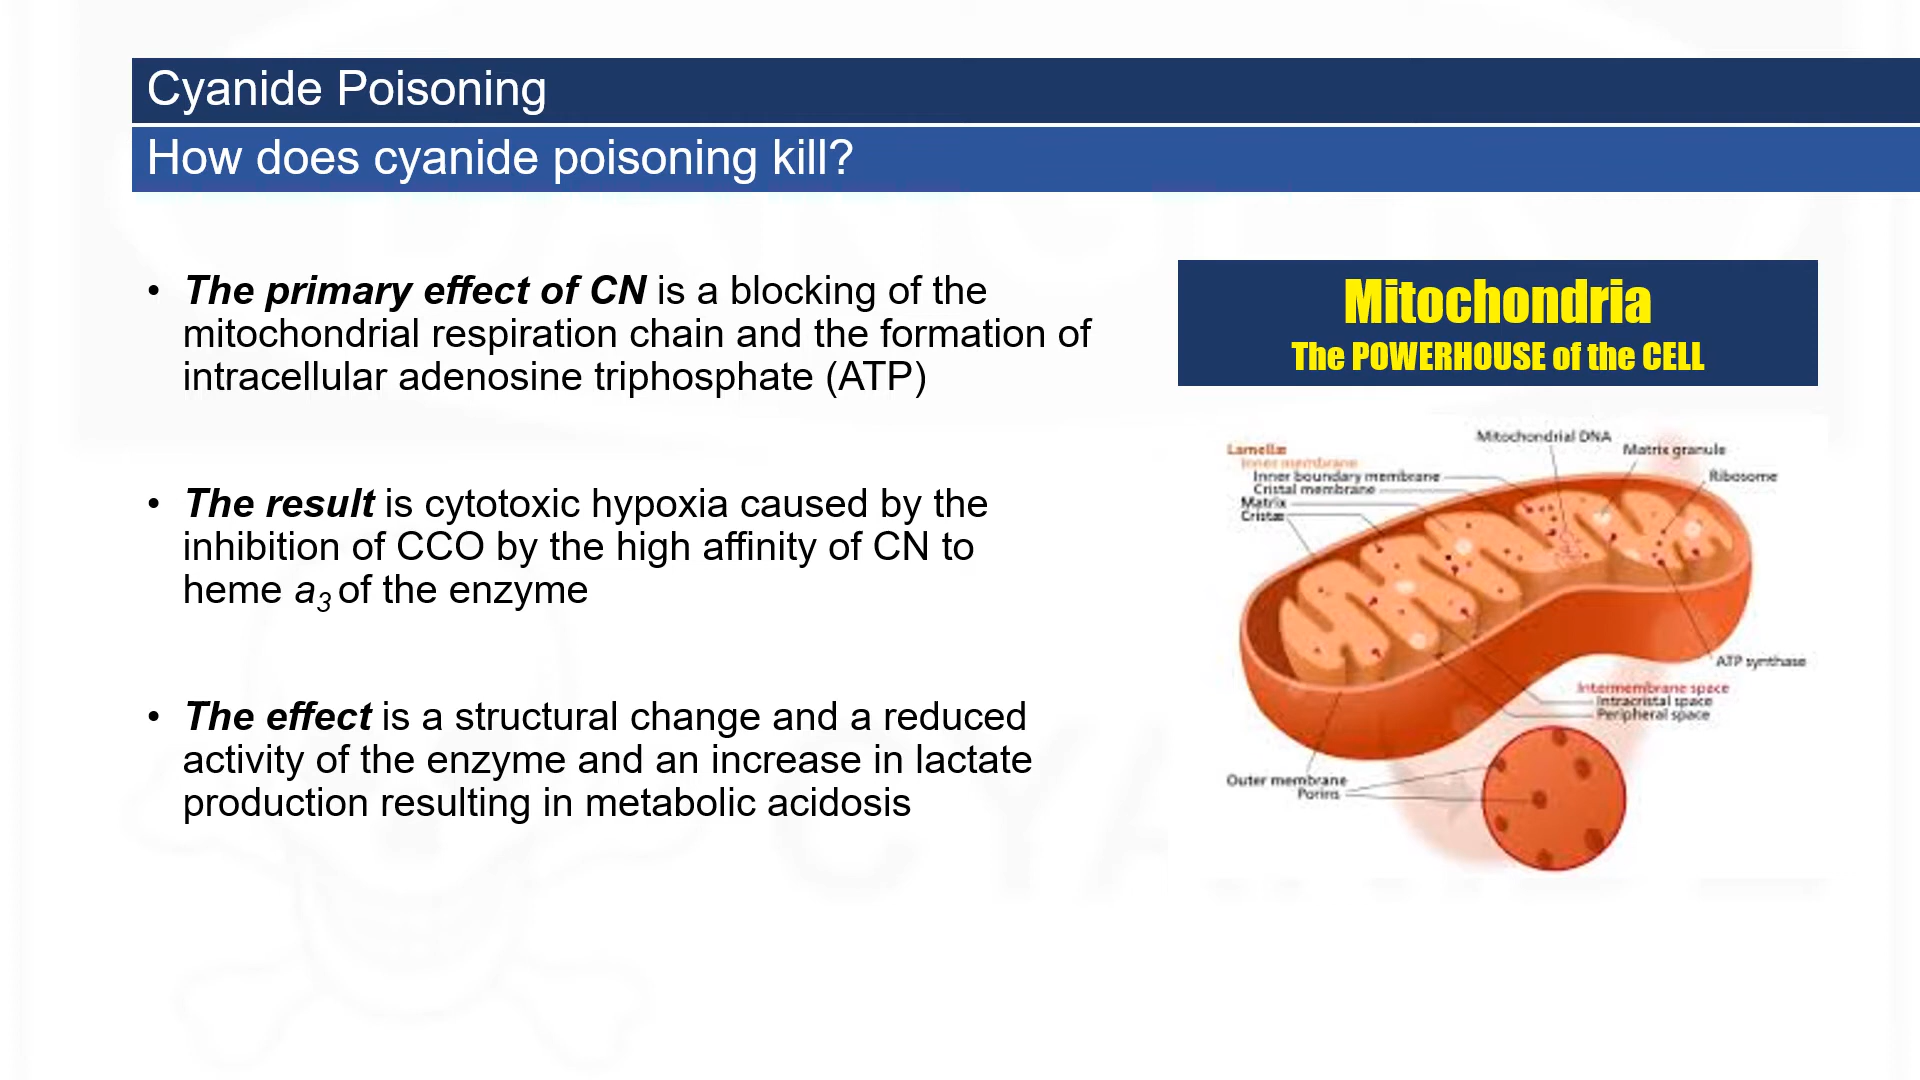 Cyanide Poisoning
How does cyanide poisoning kill?
• The primary effect of CN is a blocking of the
mitochondrial respiration chain and the formation of
intracellular adenosine triphosphate (ATP)
• The result is cytotoxic hypoxia caused by the
inhibition of CCO by the high affinity of CN to
heme a3 of the enzyme
• The effect is a structural change and a reduced
activity of the enzyme and an increase in lactate
production resulting in metabolic acidosis
Mitochondria
The POWERHOUSE of the CELL
Mitochondrial DNA
Matrix granule
Ribosome
Lamellæ
Inner membrane
Inner boundary membrane
Cristal membrane
Matrix
Cristæ
ATP synthase
Intermembrane space
Intracristal space
Peripheral space
Outer membrane
Porins